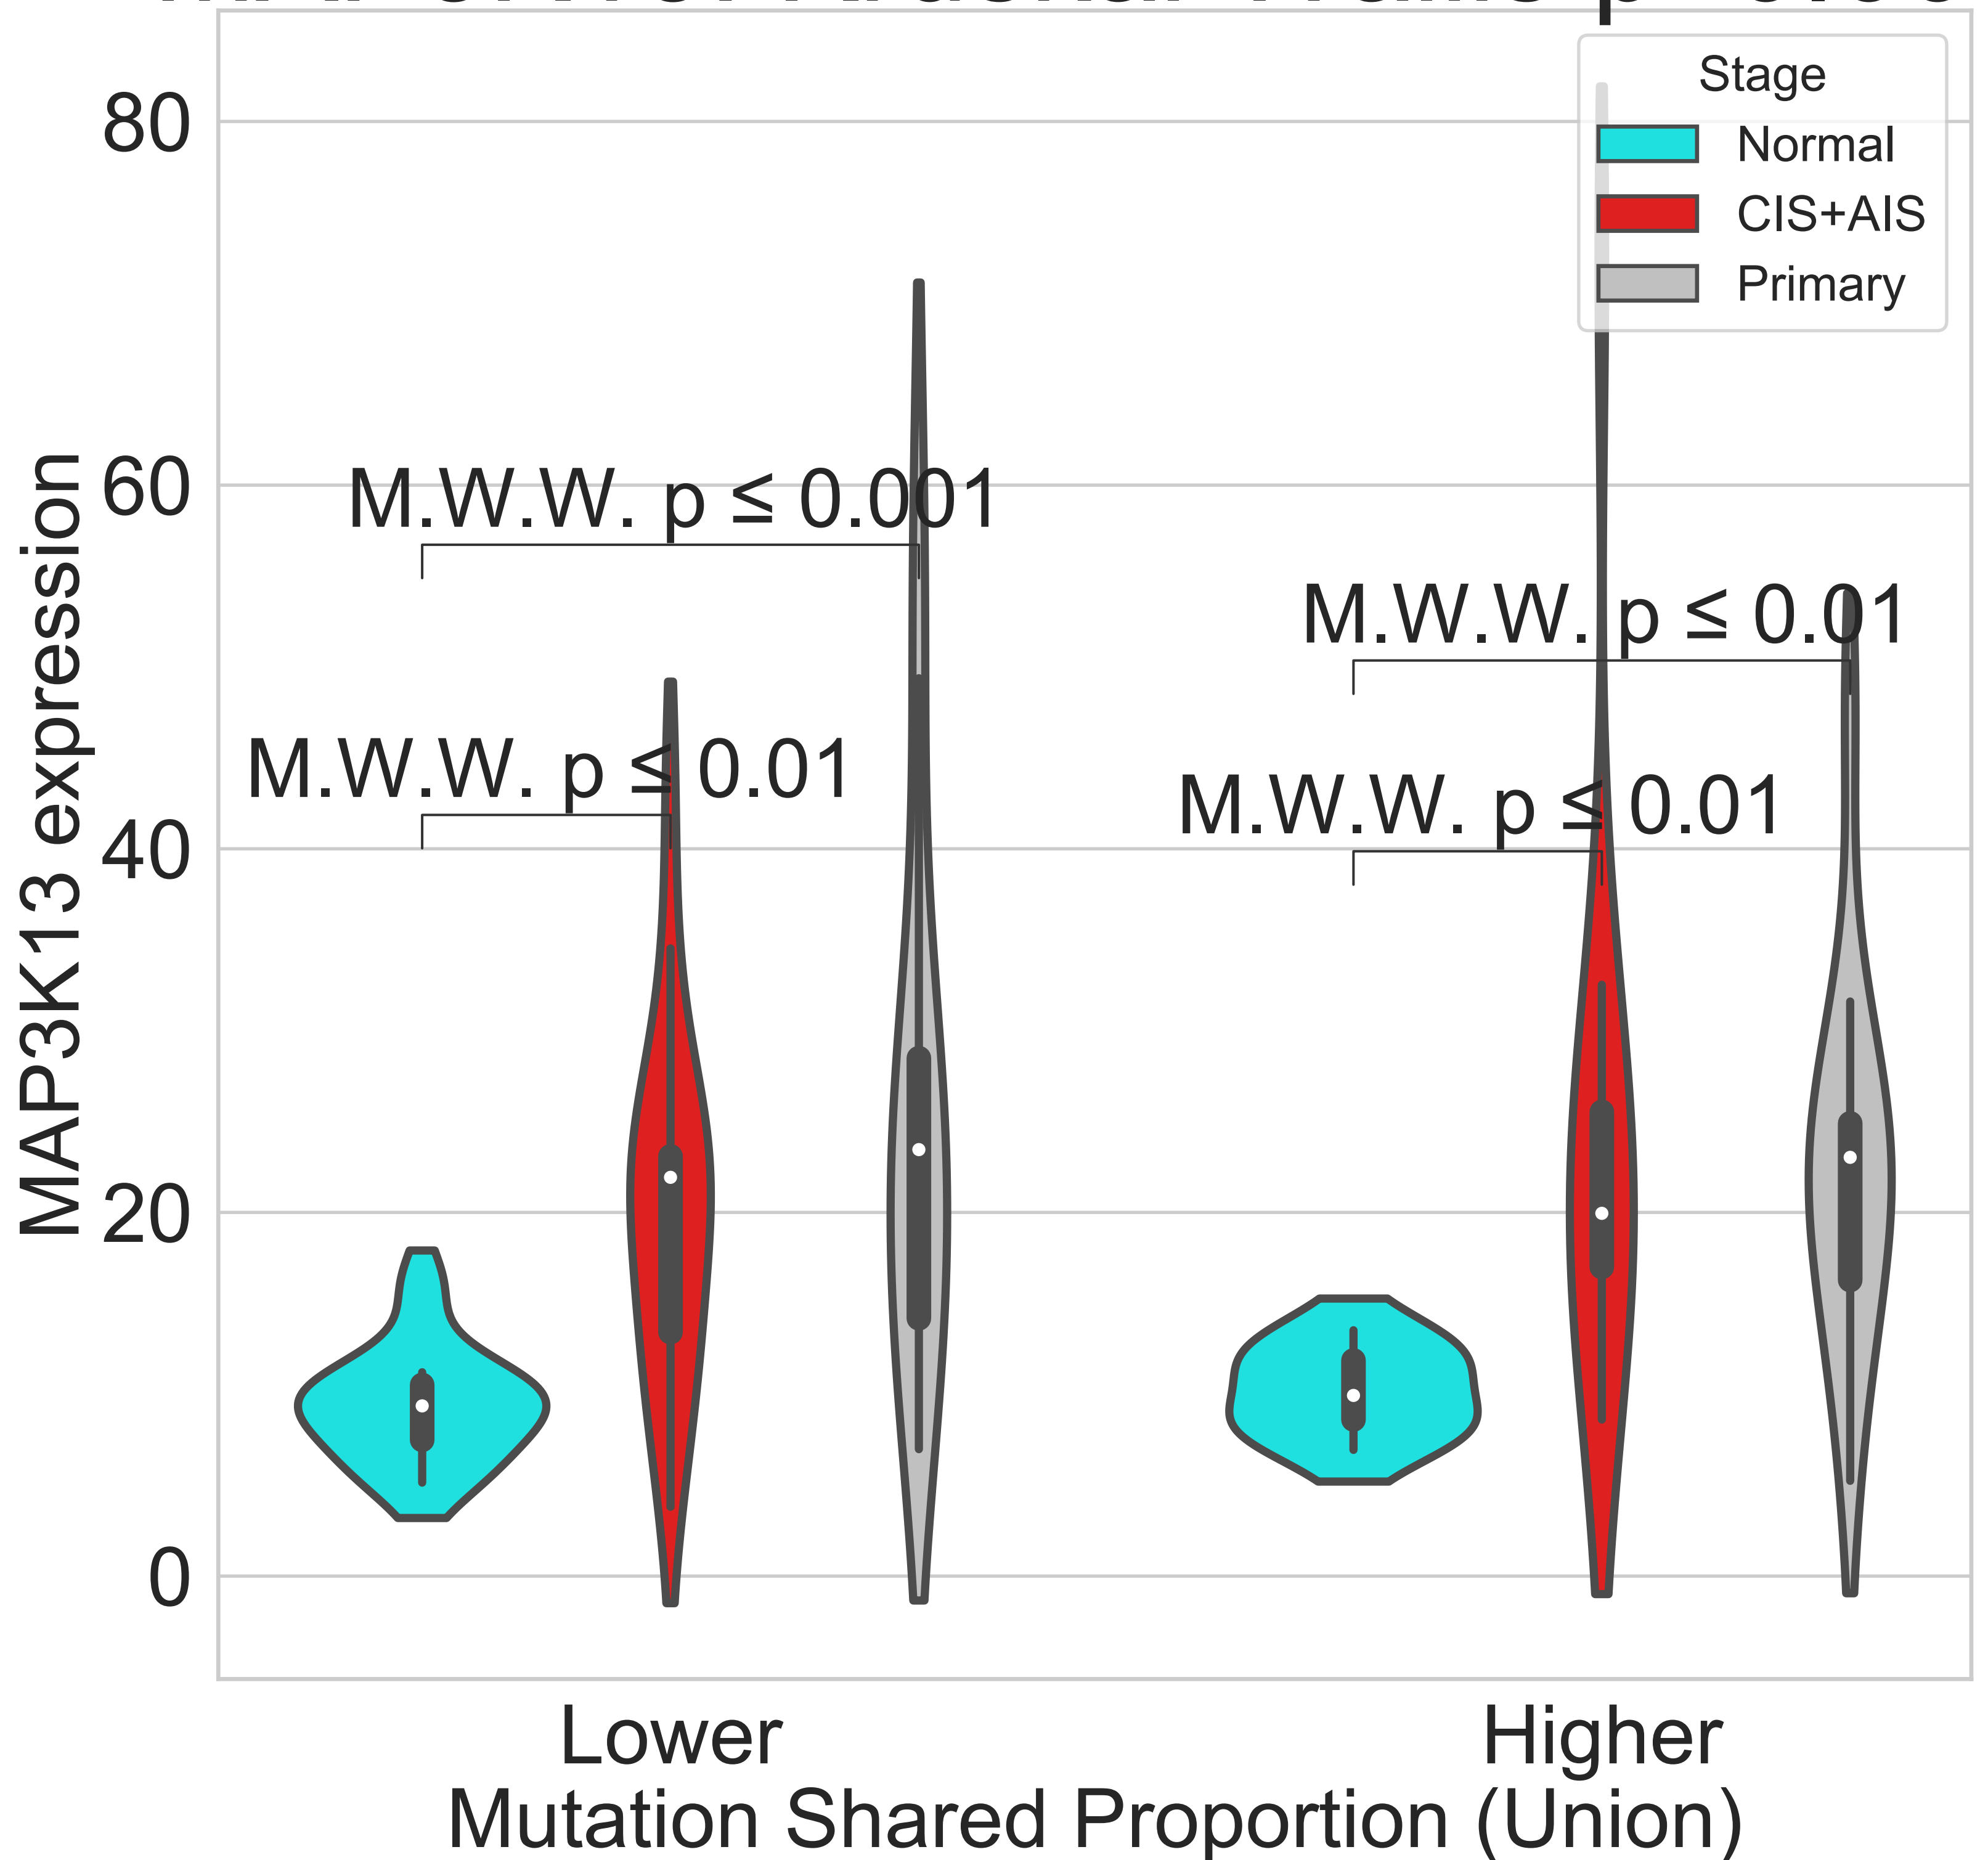 Stage
Normal
CIS+AIS
Primary
80
60
40
20
0
MAP3K13 expression
M.W.W. p ≤ 0.001
M.W.W. p ≤ 0.01
M.W.W. p ≤ 0.01
M.W.W. p ≤ 0.01
Lower
Higher
Mutation Shared Proportion (Union)